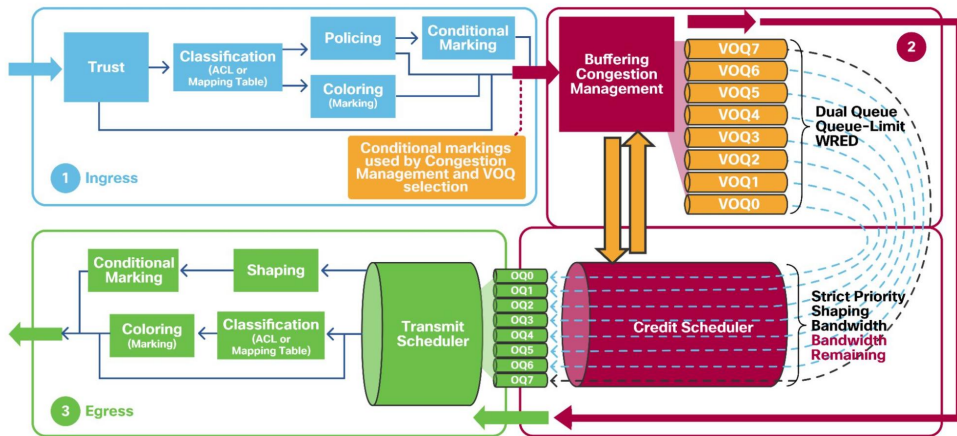 Trust
Classification
(ACL or
Mapping Table)
Policing
Conditional
Marking
Coloring
(Marking)
1 Ingress
Conditional markings
used by Congestion
Management and VOQ
selection
Buffering
Congestion
Management
VOQ7
VOQ6
VOQ5
VOQ4
VOQ3
VOQ2
VOQ1
VOQ0
2
Dual Queue
Queue-Limit
WRED
Conditional
Marking
Shaping
Coloring
(Marking)
Classification
(ACL or
Mapping Table)
Transmit
Scheduler
OQ0
OQ1
OQ2
OQ3
OQ4
OQ5
OQ6
OQ7
Credit Scheduler
Strict Priority
Shaping
Bandwidth
Bandwidth
Remaining
3 Egress